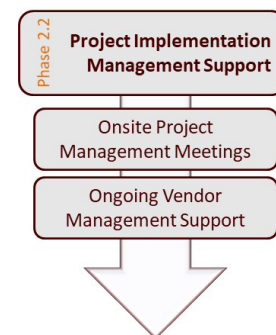 Phase 2.2
Project Implementation
Management Support
Onsite Project
Management Meetings
Ongoing Vendor
Management Support